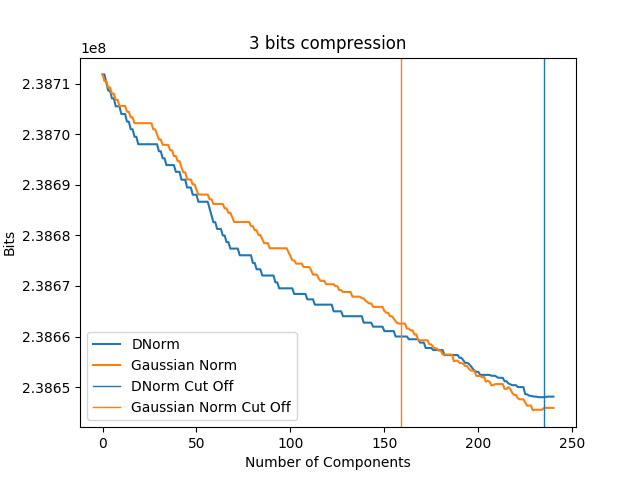 3 bits compression
1e8
2.3871
2.3870
2.3869
2.3868
2.3867
2.3866
2.3865
Bits
DNorm
Gaussian Norm
DNorm Cut Off
Gaussian Norm Cut Off
0 50 100 150 200 250
Number of Components